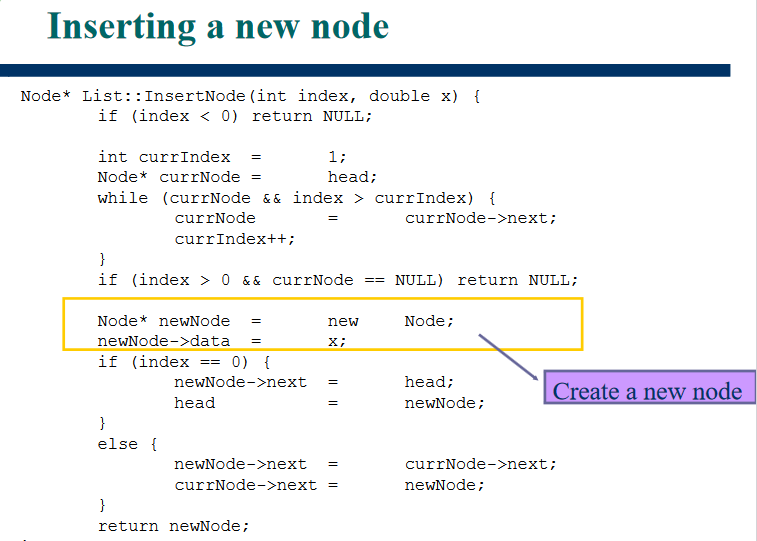 Inserting a new node
Node* List::InsertNode(int index, double x) {
if (index < 0) return NULL;
int currIndex = 1;
Node* currNode = head;
while (currNode && index > currIndex) {
currNode = currNode->next;
currIndex++;
}
if (index > 0 && currNode == NULL) return NULL;
Node* newNode = new Node;
newNode->data = x;
if (index == 0) {
newNode->next = head;
head = newNode;
}
else {
newNode->next = currNode->next;
currNode->next = newNode;
}
return newNode;
Create a new node